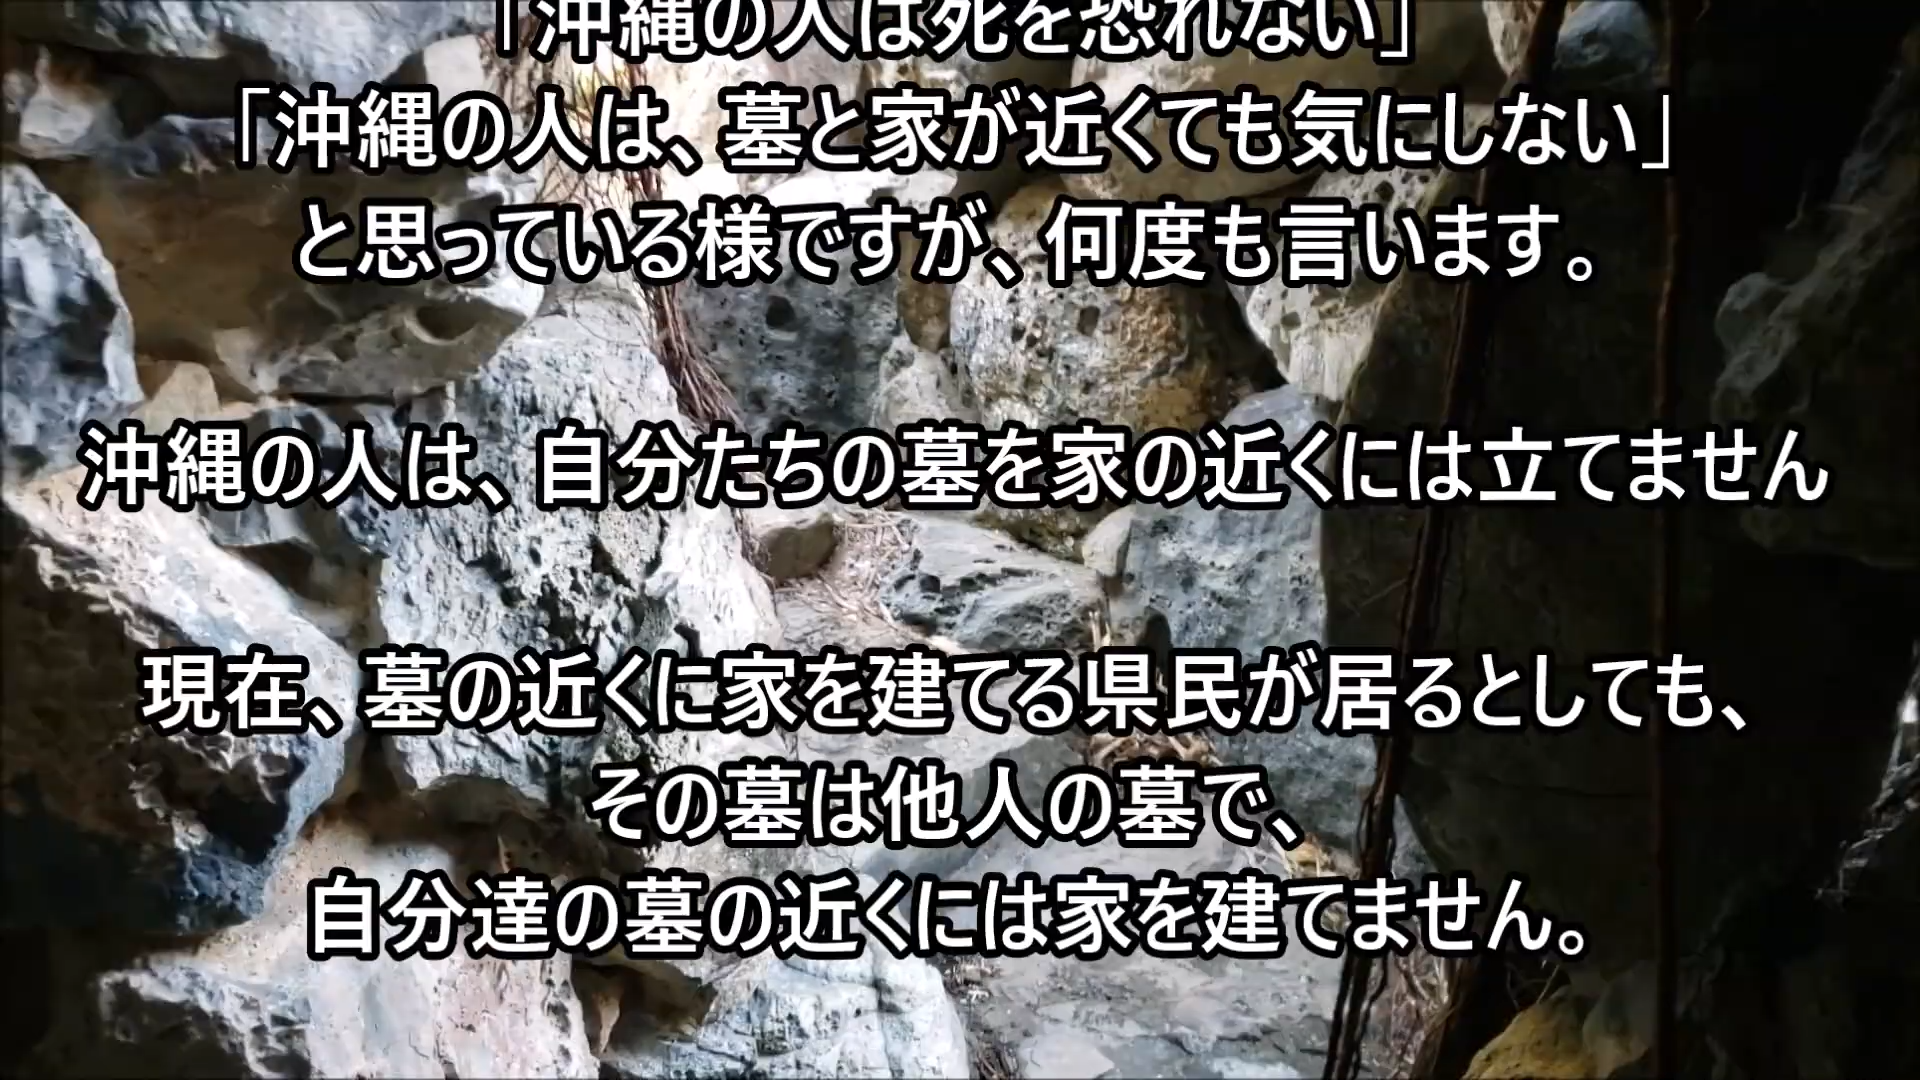 「沖縄の人は死を恐れない」
「沖縄の人は、墓と家が近くても気にしない」
と思っている様ですが、何度も言います。
沖縄の人は、自分たちの墓を家の近くには立てません
現在、墓の近くに家を建てる県民が居るとしても、
その墓は他人の墓で、
自分達の墓の近くには家を建てません。